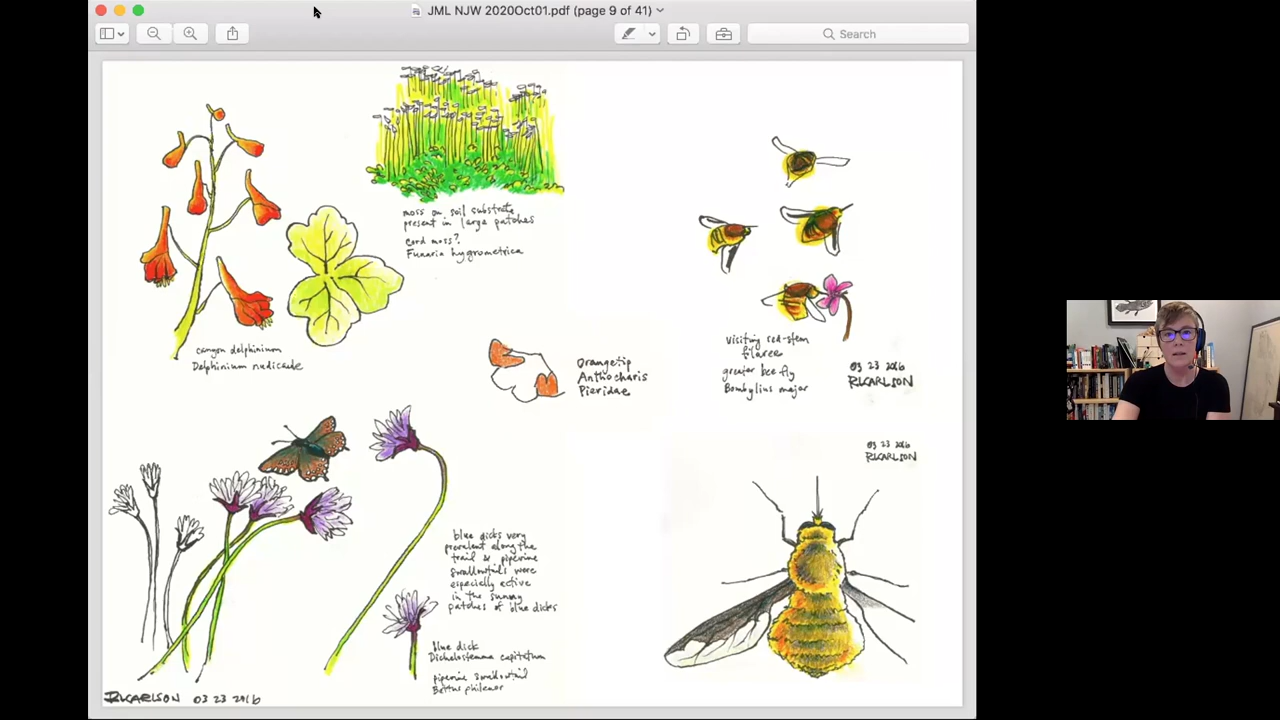 JML NJW 2020Oct01.pdf (page 9 of 41)
Search
moss on soil substrate
present in large patches
cord moss?
Funaria hygrometrica
canyon delphinium
Delphinium nudicaule
Orangetip
Anthocharis
Pieridae
visiting red-stem
filaree
greater bee fly
Bombylius major
03 23 2016
RLCARLSON
03 23 2016
RLCARLSON
blue dicks very
prevalent along the
trail & pipevine
swallowtails were
especially active
in the sunny
patches of blue dicks
blue dick
Dichelostemma capitatum
pipevine swallowtail
Battus philenor
RLCARLSON 03 23 2016